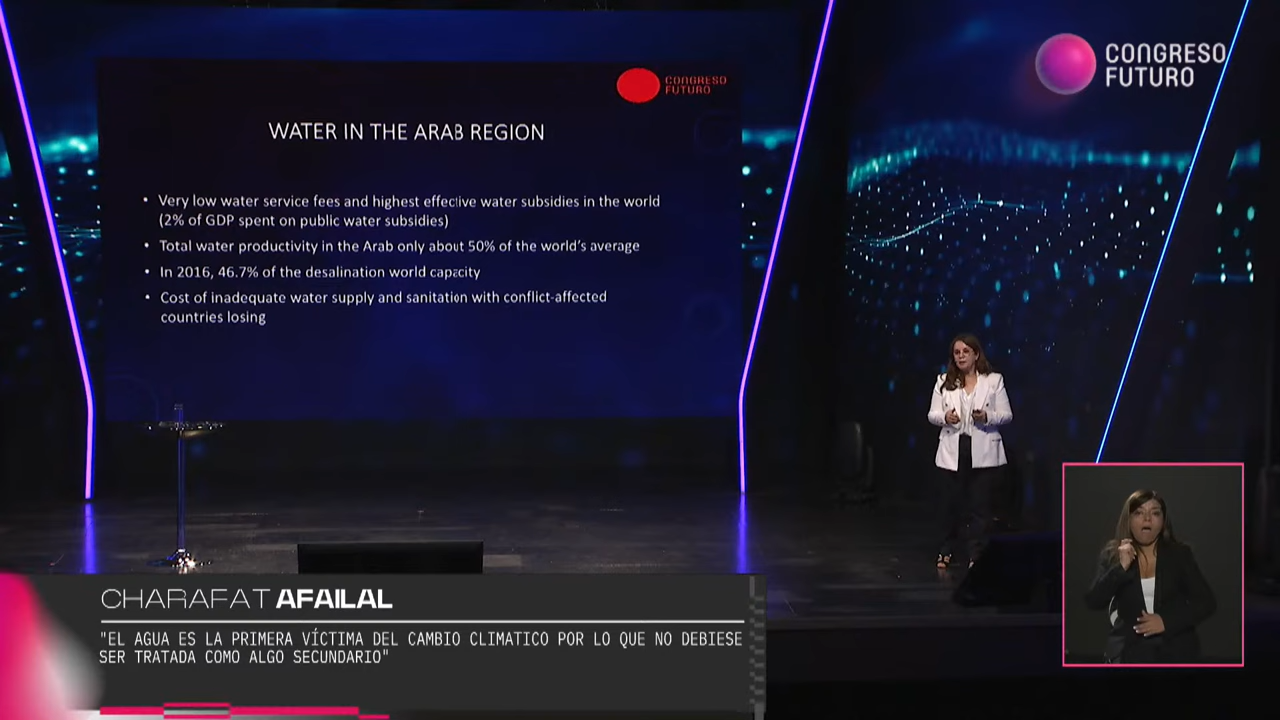 CONGRESO
FUTURO
CONGRESO
FUTURO
WATER IN THE ARAB REGION
• Very low water service fees and highest effective water subsidies in the world
(2% of GDP spent on public water subsidies)
• Total water productivity in the Arab only about 50% of the world's average
• In 2016, 46.7% of the desalination world capacity
• Cost of inadequate water supply and sanitation with conflict-affected
countries losing
CHARAFAT AFAILAL
"EL AGUA ES LA PRIMERA VÍCTIMA DEL CAMBIO CLIMATICO POR LO QUE NO DEBIESE
SER TRATADA COMO ALGO SECUNDARIO"